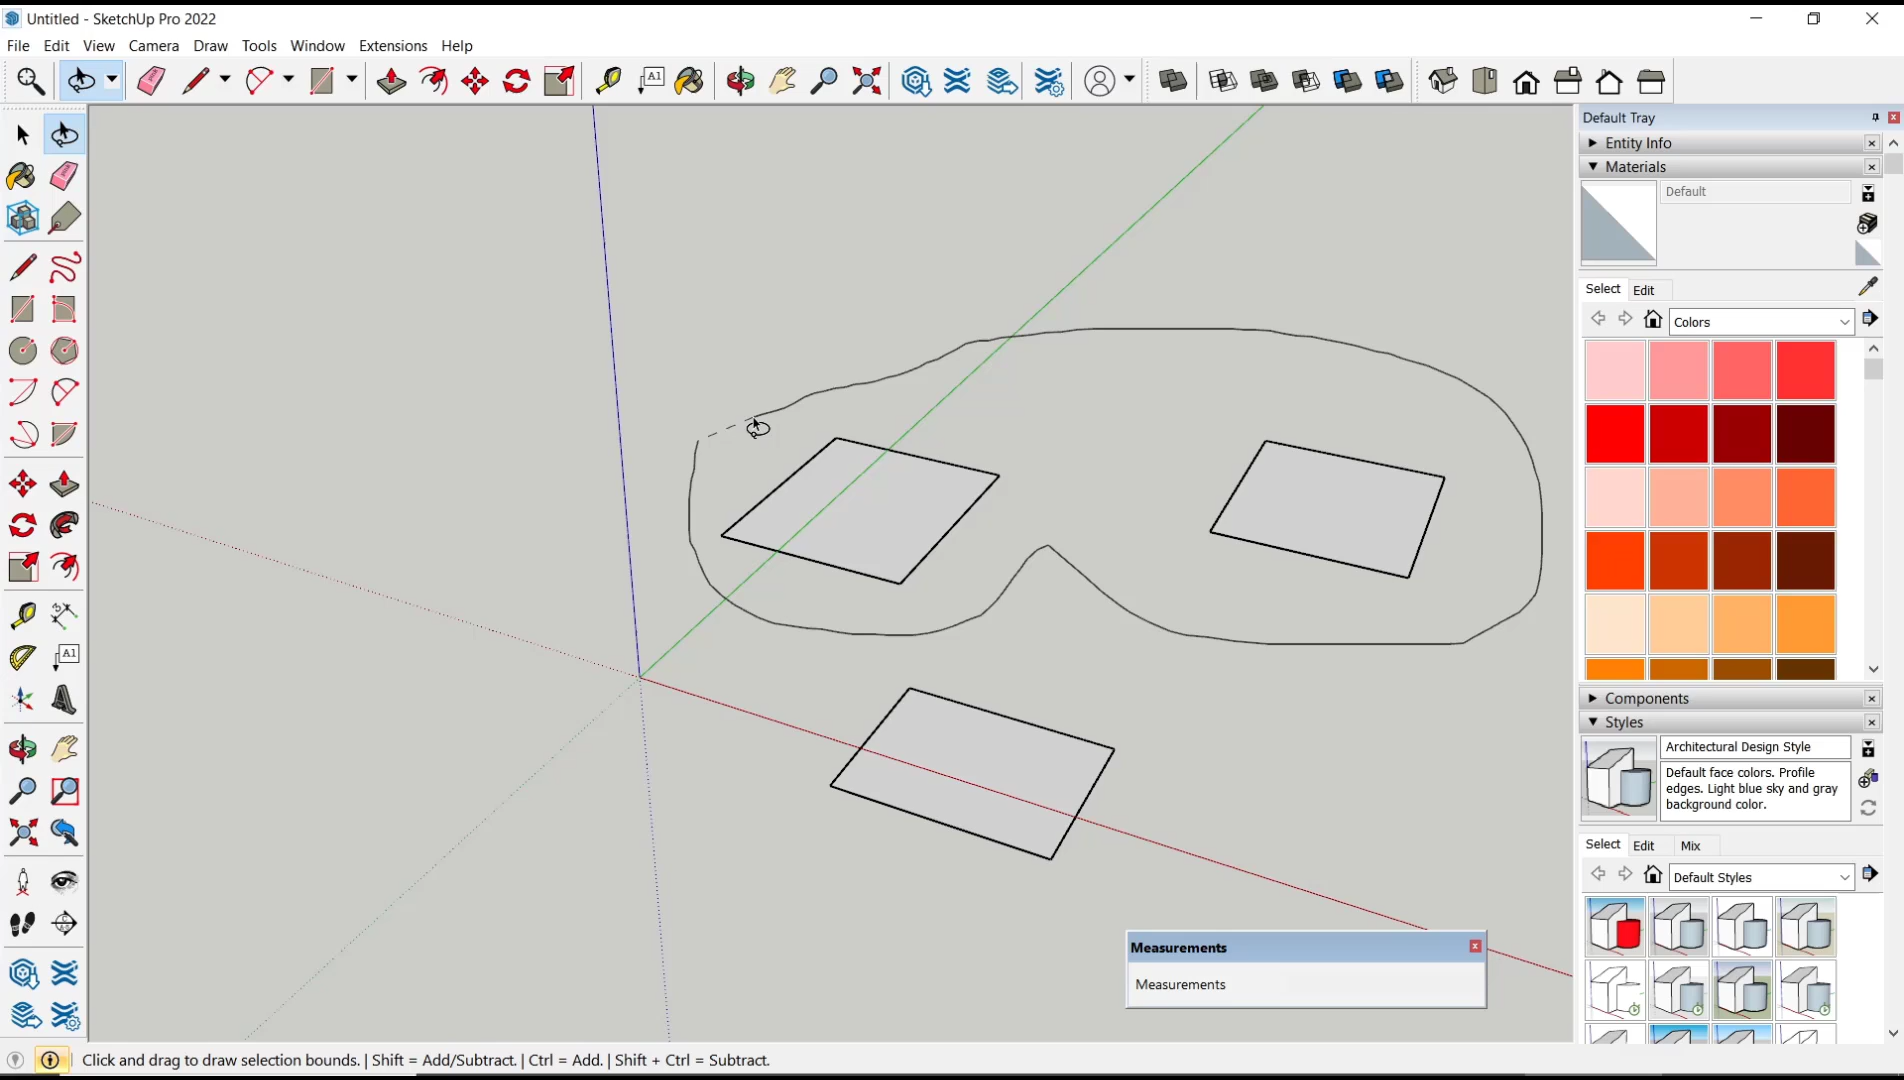 Untitled - SketchUp Pro 2022
File Edit View Camera Draw Tools Window Extensions Help
A1
Default Tray
Entity Info
Materials
Default
Select Edit
Colors
A1
Components
Styles
Architectural Design Style
Default face colors. Profile
edges. Light blue sky and gray
background color.
Select Edit Mix
Default Styles
Measurements
Measurements
Click and drag to draw selection bounds. | Shift = Add/Subtract. | Ctrl = Add. | Shift + Ctrl = Subtract.